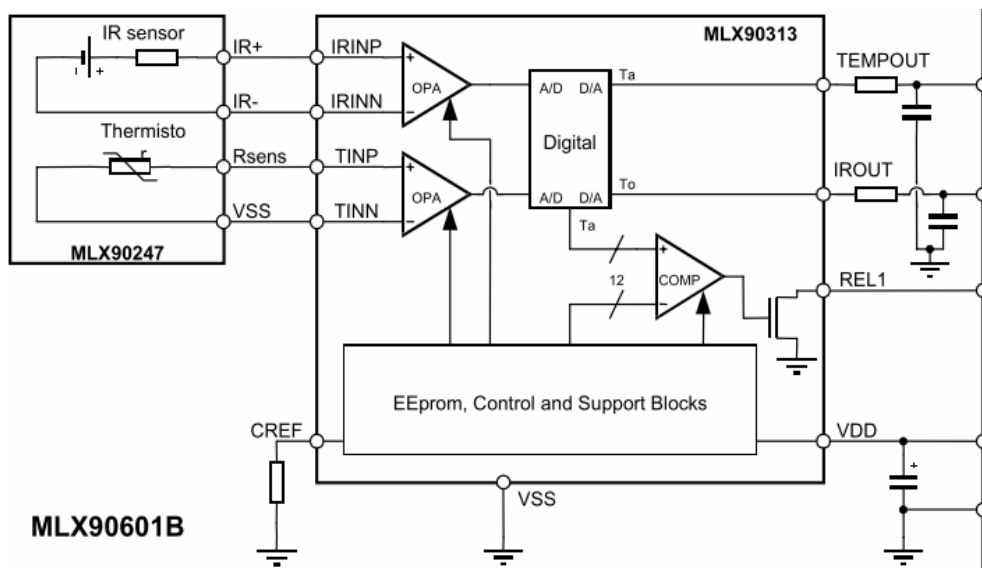 MLX90313
IR sensor
IR+
IRINP
TEMPOUT
OPA
Ta
A/D D/A
IR-
IRINN
Digital
Thermisto
r
Rsens
TINP
To
IROUT
OPA
A/D D/A
VSS
TINN
Ta
MLX90247
12
COMP
REL1
EEprom, Control and Support Blocks
CREF
VDD
+
VSS
MLX90601B